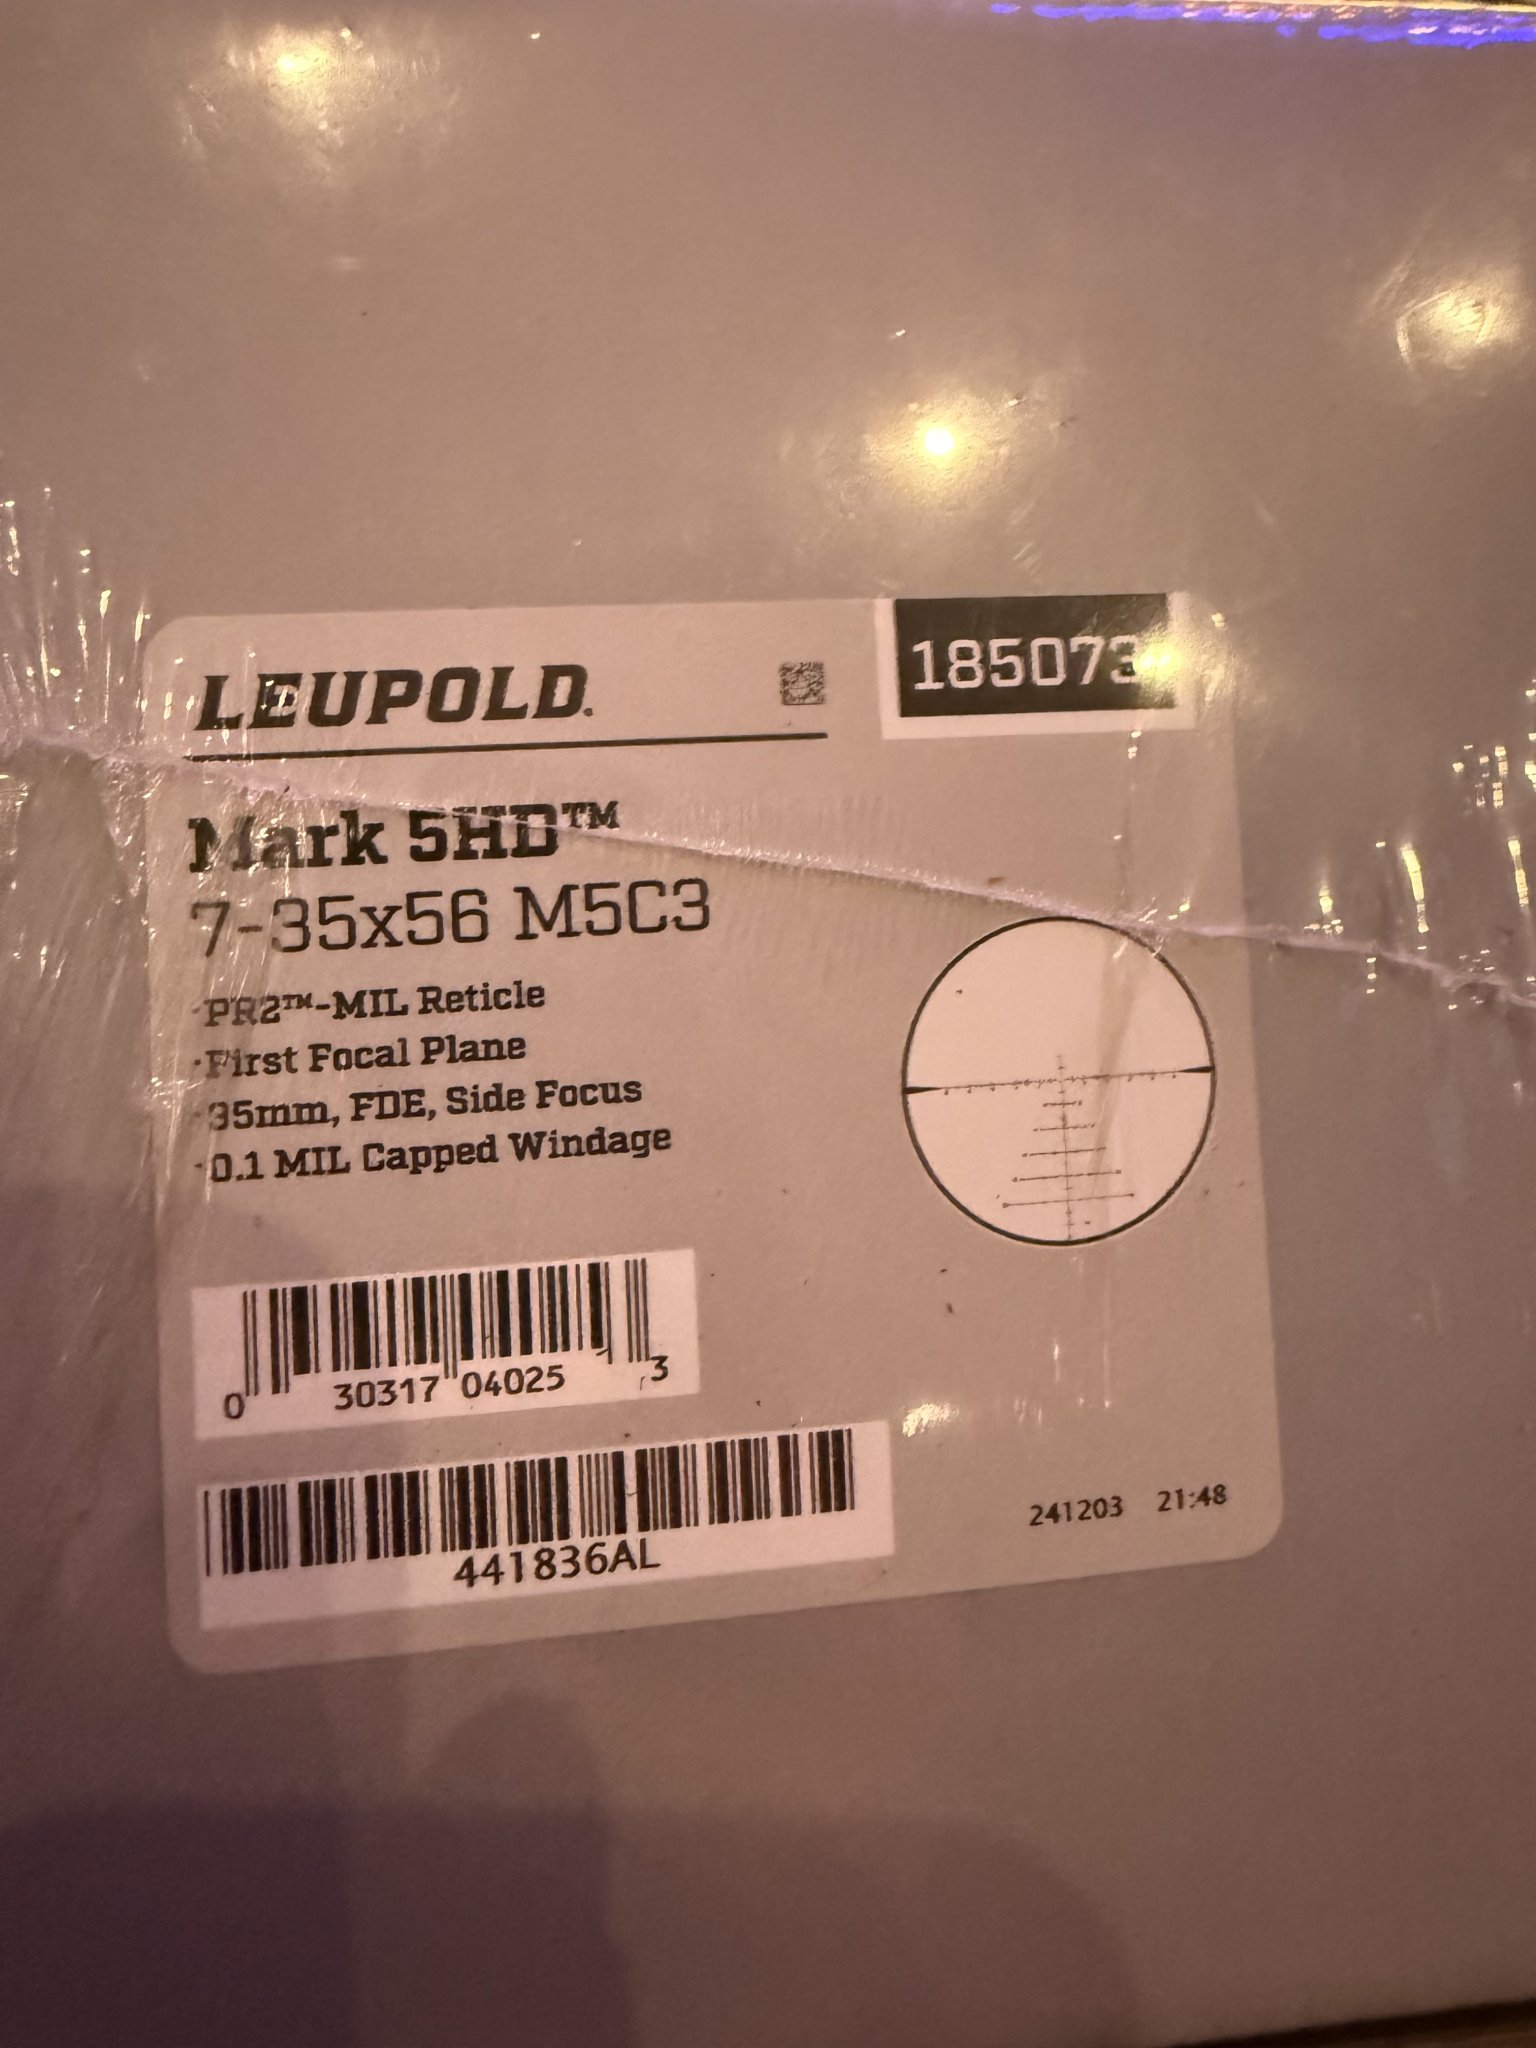 LEUPOLD.
185073
Mark 5HD™
7-35x56 M5C3
·PR2™-MIL Reticle
·First Focal Plane
·35mm, FDE, Side Focus
·0.1 MIL Capped Windage
0 30317 04025 3
441836AL
241203 21:48